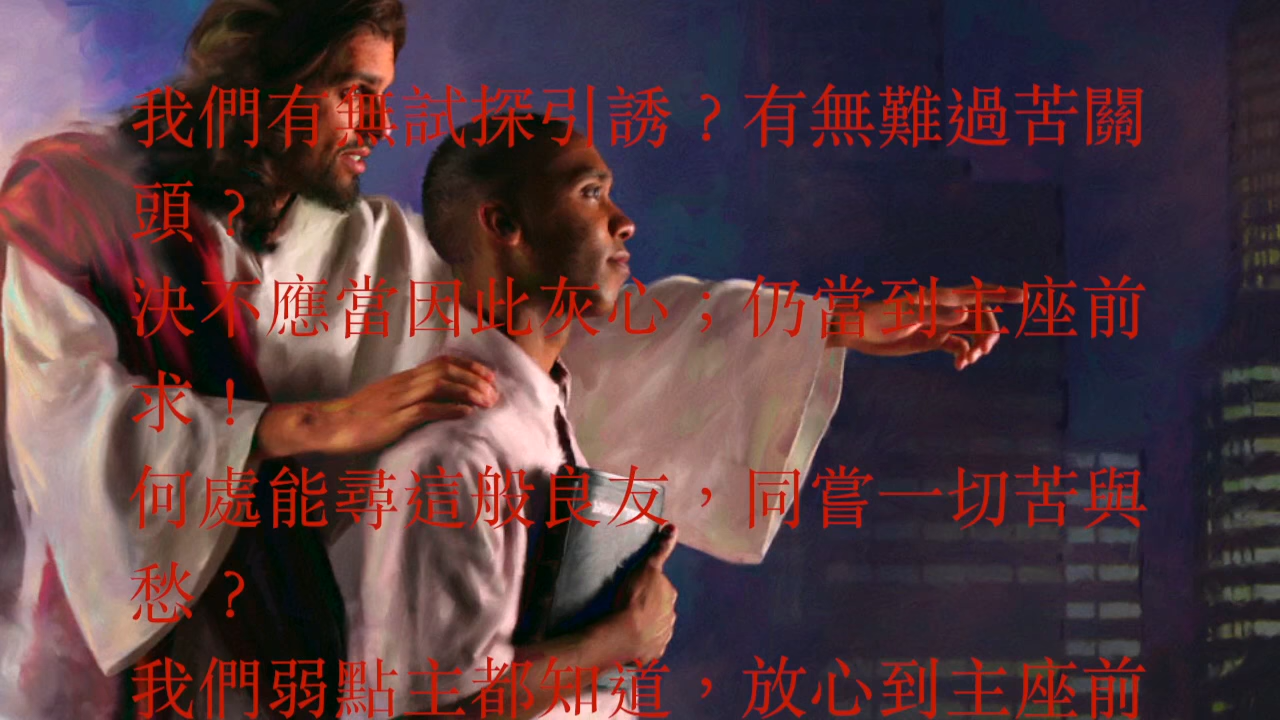 我們有無試探引誘？有無難過苦關
頭？
決不應當因此灰心；仍當到主座前
求！
何處能尋這般良友，同嘗一切苦與
愁？
我們弱點主都知道，放心到主座前